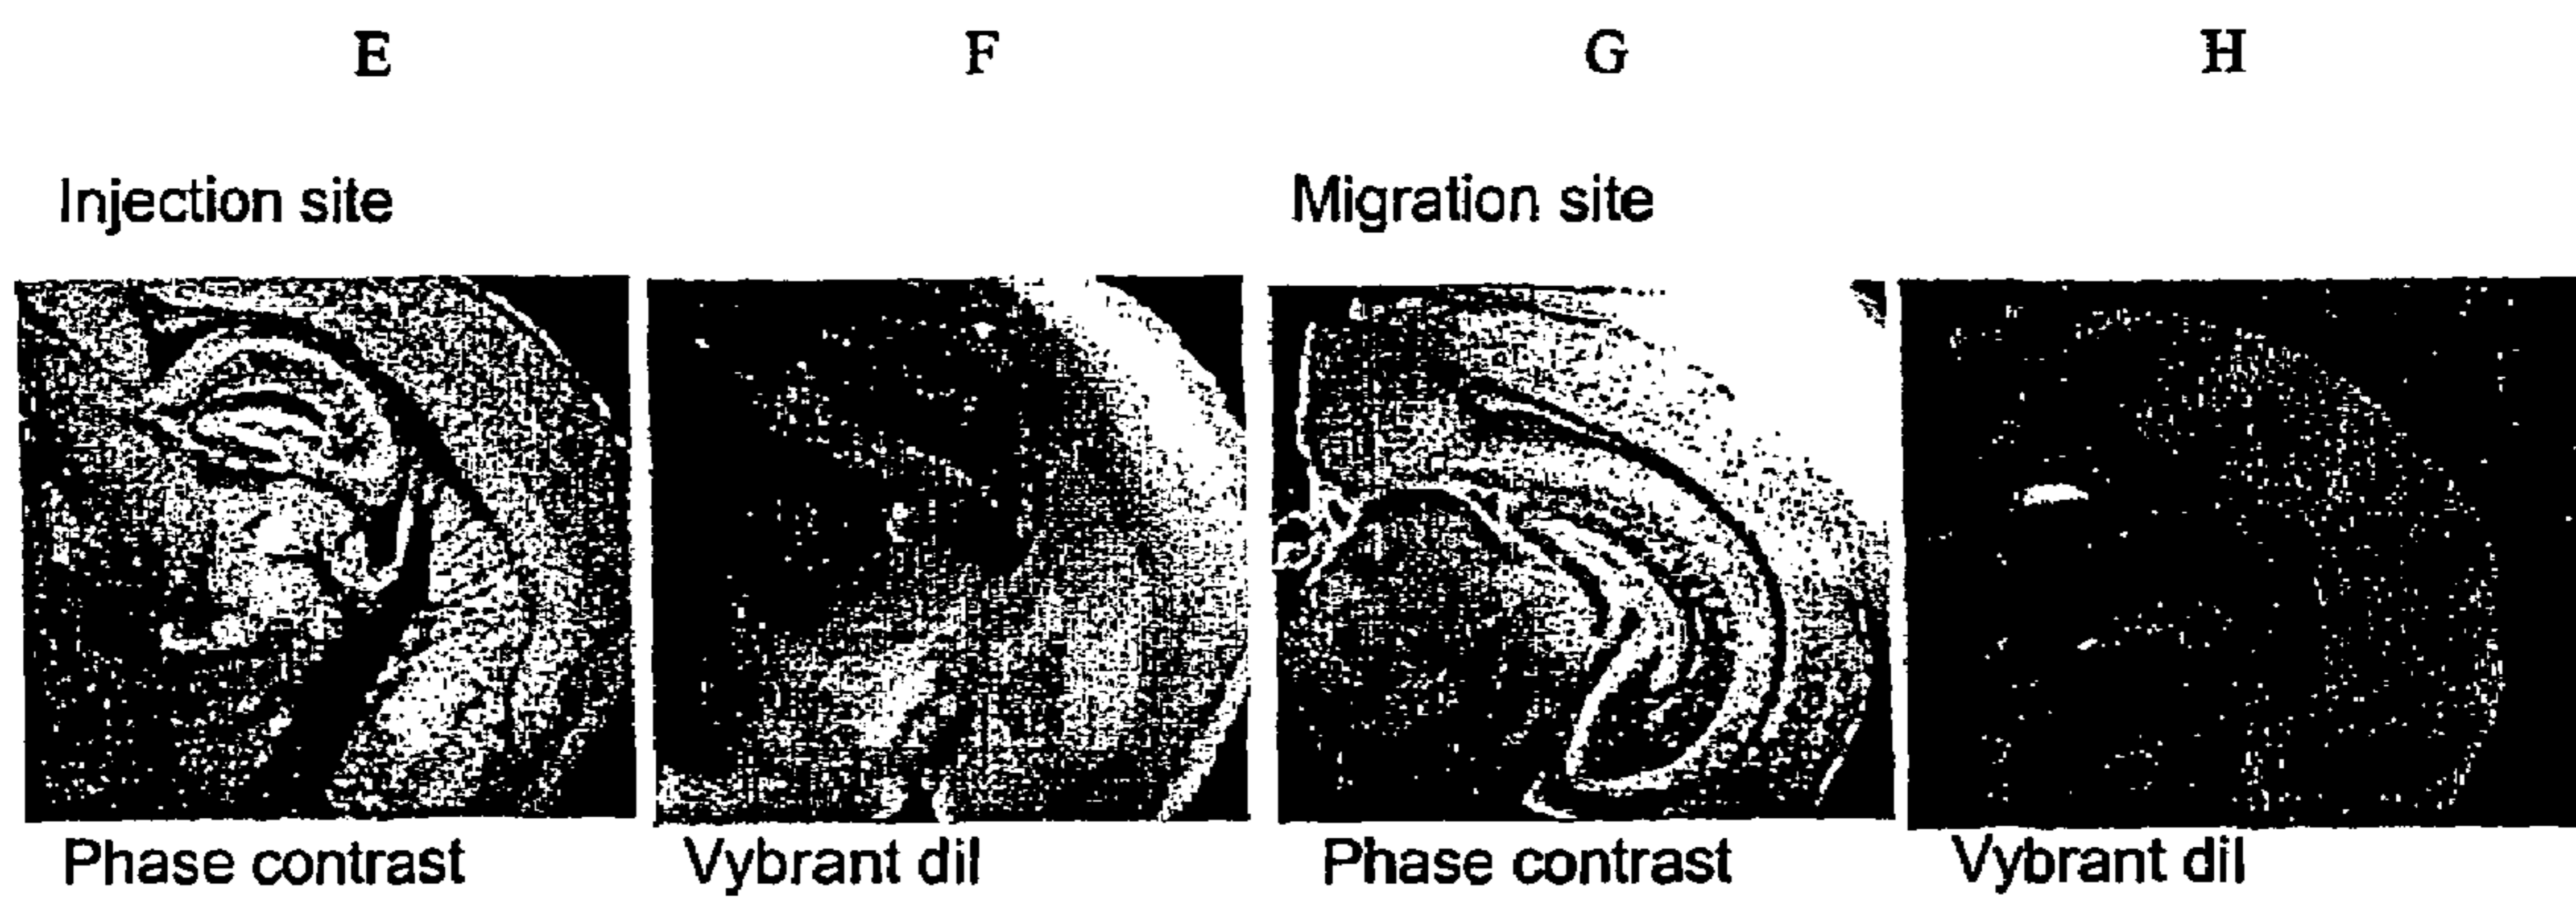 E F G H
Injection site Migration site
Phase contrast Vybrant dil Phase contrast Vybrant dil